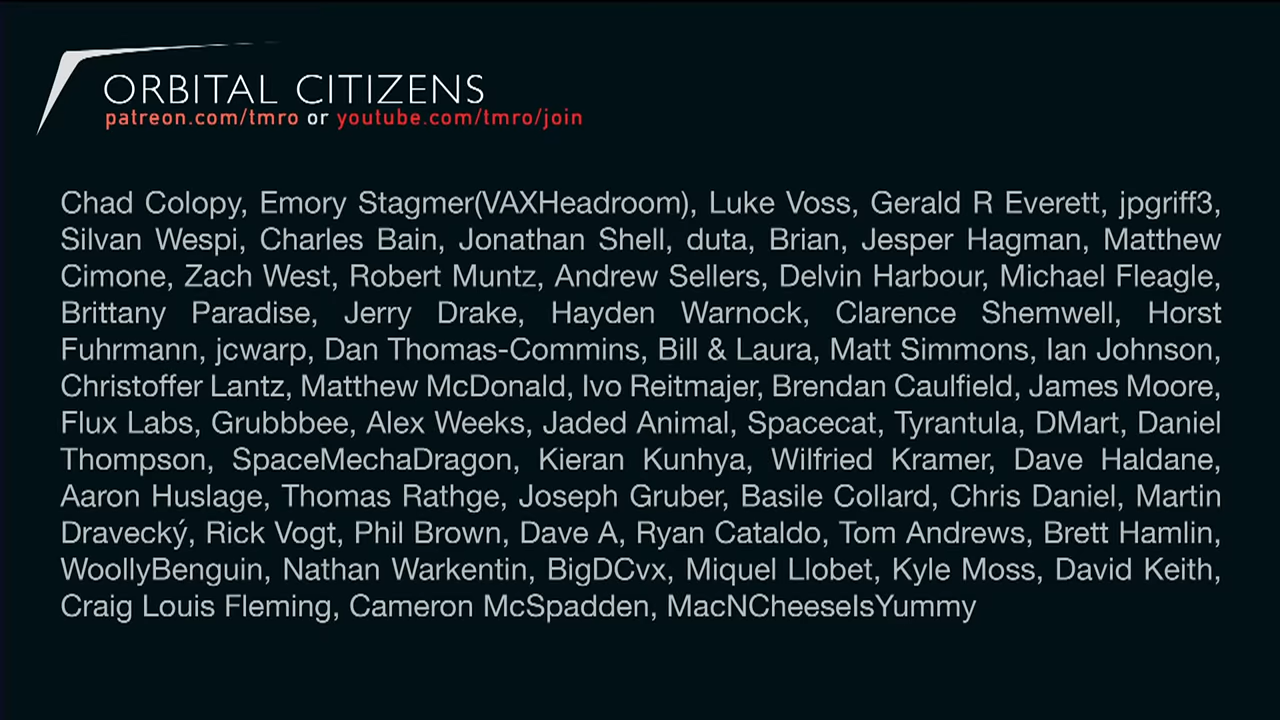 ORBITAL CITIZENS
patreon.com/tmro or youtube.com/tmro/join
Chad Colopy, Emory Stagmer(VAXHeadroom), Luke Voss, Gerald R Everett, jpgriff3,
Silvan Wespi, Charles Bain, Jonathan Shell, duta, Brian, Jesper Hagman, Matthew
Cimone, Zach West, Robert Muntz, Andrew Sellers, Delvin Harbour, Michael Fleagle,
Brittany Paradise, Jerry Drake, Hayden Warnock, Clarence Shemwell, Horst
Fuhrmann, jcwarp, Dan Thomas-Commins, Bill & Laura, Matt Simmons, Ian Johnson,
Christoffer Lantz, Matthew McDonald, Ivo Reitmajer, Brendan Caulfield, James Moore,
Flux Labs, Grubbbee, Alex Weeks, Jaded Animal, Spacecat, Tyrantula, DMart, Daniel
Thompson, SpaceMechaDragon, Kieran Kunhya, Wilfried Kramer, Dave Haldane,
Aaron Huslage, Thomas Rathge, Joseph Gruber, Basile Collard, Chris Daniel, Martin
Dravecký, Rick Vogt, Phil Brown, Dave A, Ryan Cataldo, Tom Andrews, Brett Hamlin,
WoollyBenguin, Nathan Warkentin, BigDCvx, Miquel Llobet, Kyle Moss, David Keith,
Craig Louis Fleming, Cameron McSpadden, MacNCheeseIsYummy